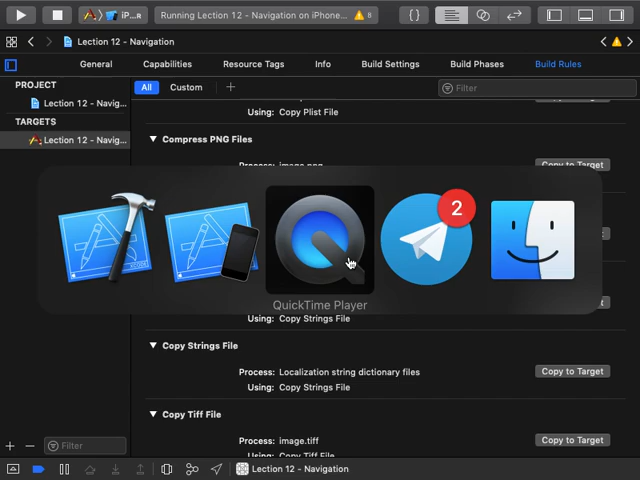 iP...R
Running Lection 12 - Navigation on iPhone...
8
Lection 12 - Navigation
General
Capabilities
Resource Tags
Info
Build Settings
Build Phases
Build Rules
PROJECT
Lection 12 - Navig...
TARGETS
Lection 12 - Navig...
All
Custom
Filter
Using: Copy Plist File
Compress PNG Files
Process: image.png
Copy to Target
2
QuickTime Player
Using: Copy Strings File
Copy Strings File
Process: Localization string dictionary files
Copy to Target
Using: Copy Strings File
Copy Tiff File
Process: image.tiff
Copy to Target
Using: Copy Tiff File
Filter
Lection 12 - Navigation